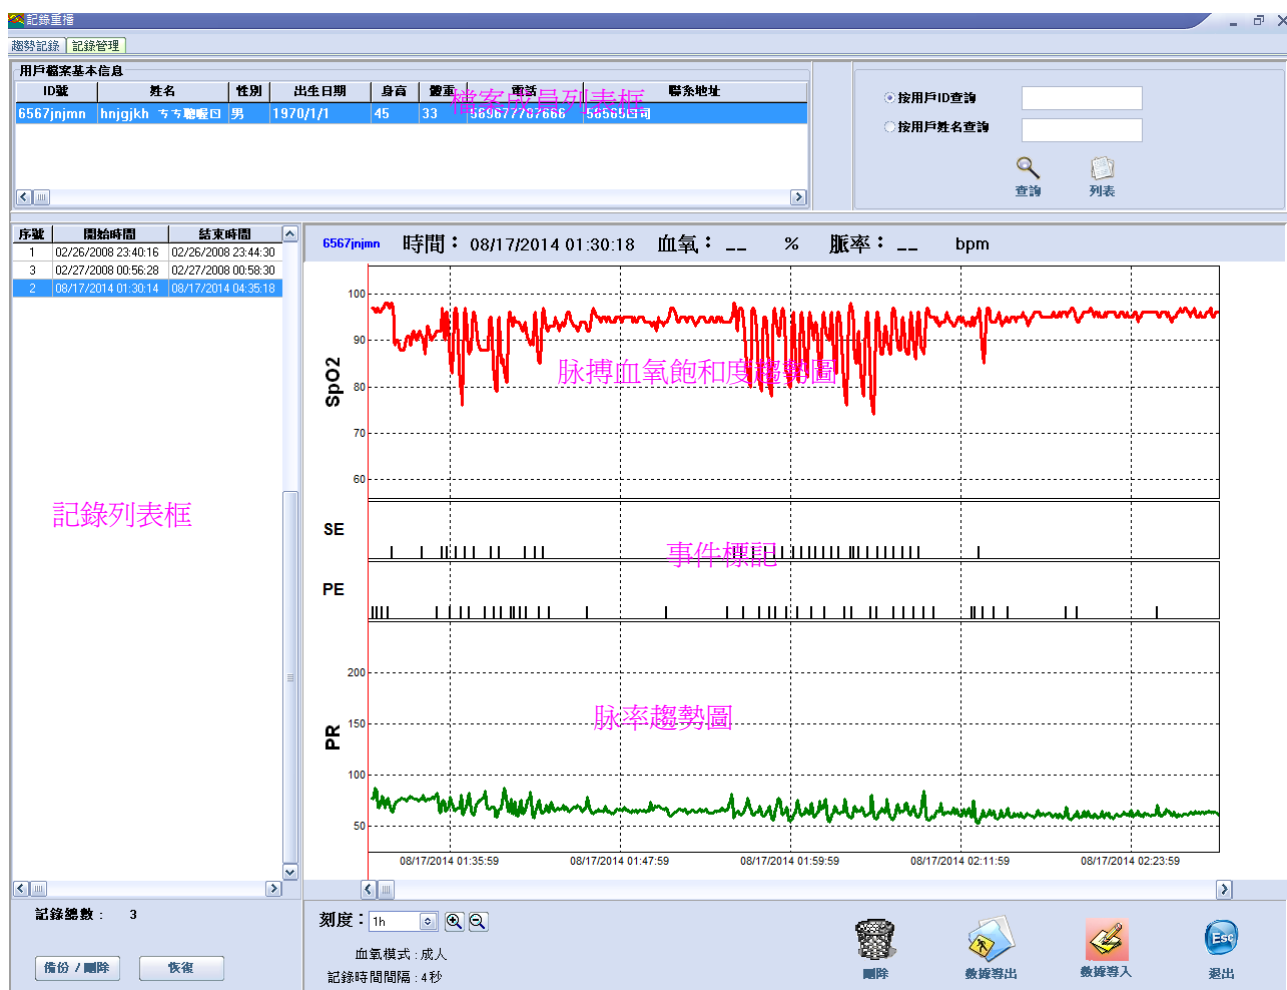 記錄重播
趨勢記錄 記錄管理
用戶檔案基本信息
ID號 姓名 性別 出生日期 身高 體重 電話 聯系地址
檔案成員列表框
6567jnjmn hnjgjkh ㄘㄘ聽喔 男 1970/1/1 45 33 589677767666 56565
按用戶ID查詢
按用戶姓名查詢
查詢 列表
序號 開始時間 結束時間
1 02/26/2008 23:40:16 02/26/2008 23:44:30
3 02/27/2008 00:56:28 02/27/2008 00:58:30
2 08/17/2014 01:30:14 08/17/2014 04:35:18
記錄列表框
6567jnjmn 時間：08/17/2014 01:30:18 血氧：-- % 脈率：-- bpm
SpO2
100
90
80
70
60
脉搏血氧飽和度趨勢圖
SE
事件標記
PE
PR
200
150
100
50
脉率趨勢圖
08/17/2014 01:35:59 08/17/2014 01:47:59 08/17/2014 01:59:59 08/17/2014 02:11:59 08/17/2014 02:23:59
記錄總數： 3
備份 / 刪除 恢復
刻度：1h
血氧模式:成人
記錄時間間隔:4秒
刪除 數據導出 數據導入 退出
Esc